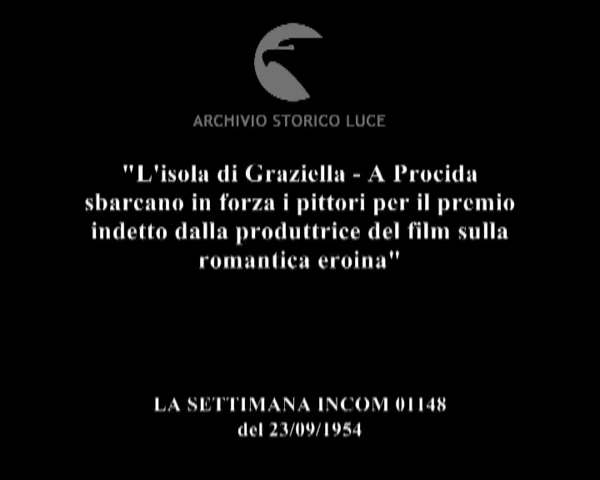 ARCHIVIO STORICO LUCE
"L'isola di Graziella - A Procida
sbarcano in forza i pittori per il premio
indetto dalla produttrice del film sulla
romantica eroina"
LA SETTIMANA INCOM 01148
del 23/09/1954